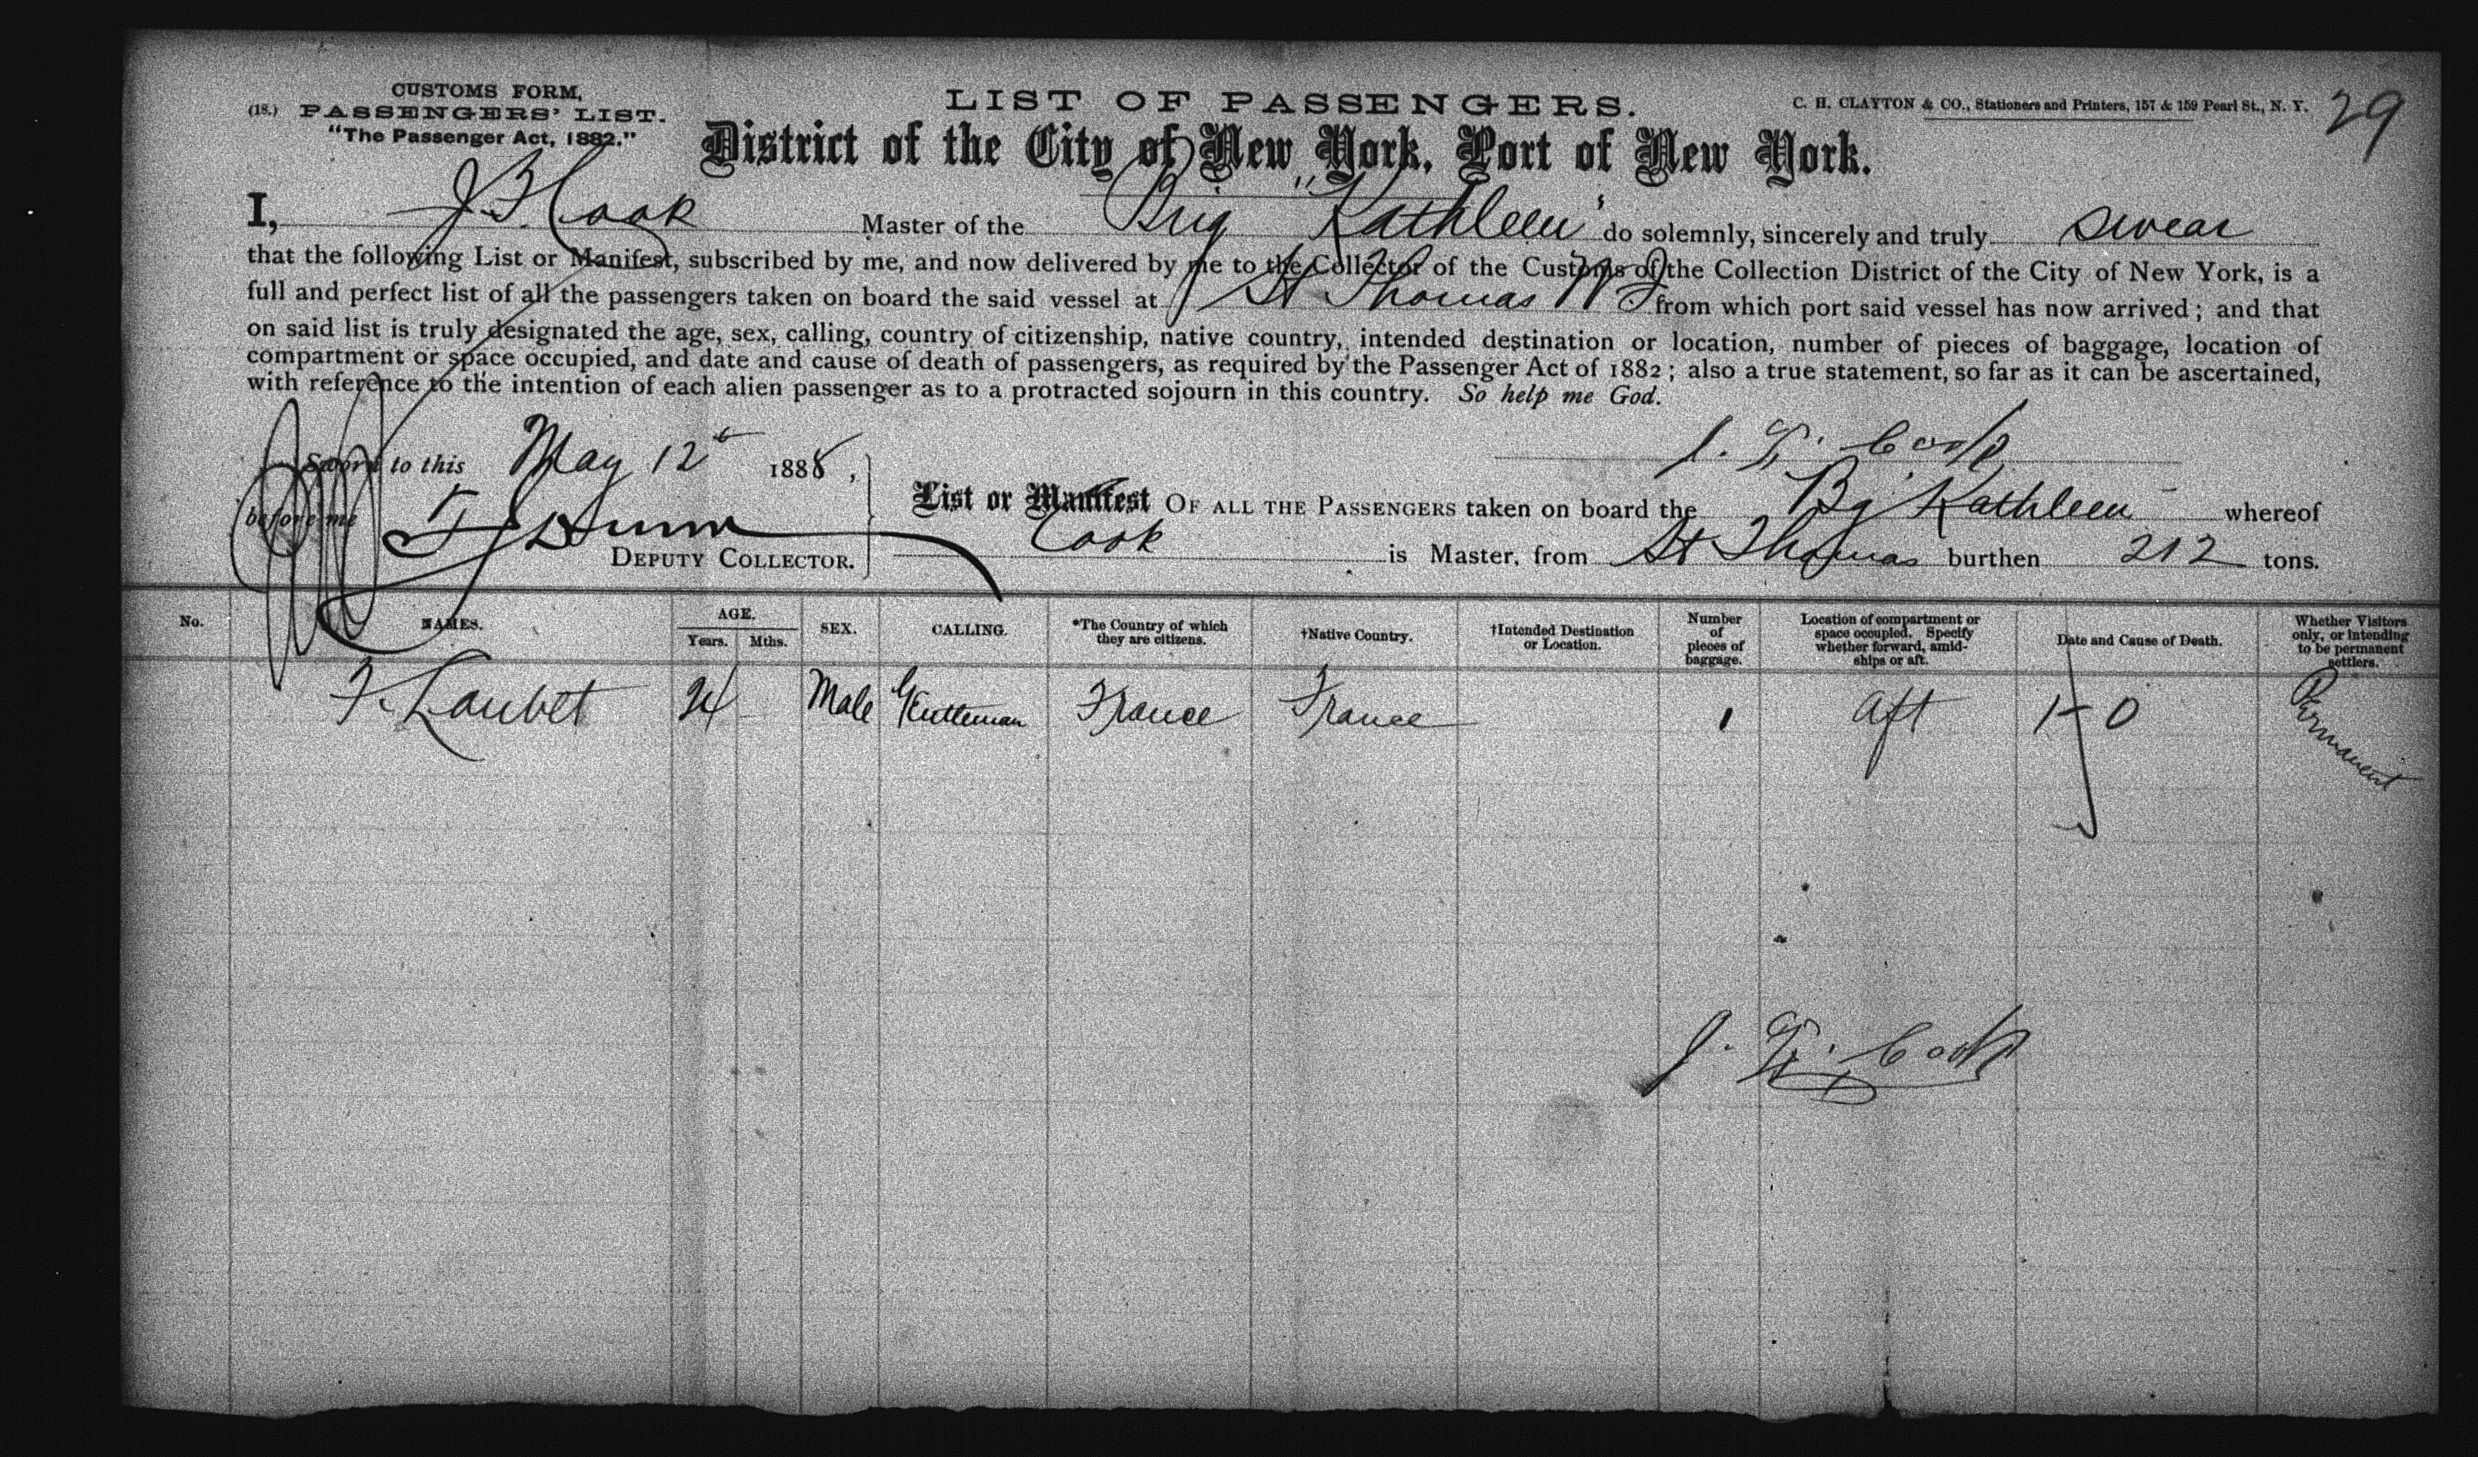 CUSTOMS FORM,
(18.) PASSENGERS' LIST.
"The Passenger Act, 1882."
LIST OF PASSENGERS.
C. H. CLAYTON & CO., Stationers and Printers, 157 & 159 Pearl St., N. Y.
29
District of the City of New York, Port of New York.
I, J. F. Cook Master of the Brig "Kathleen" do solemnly, sincerely and truly swear
that the following List or Manifest, subscribed by me, and now delivered by me to the Collector of the Customs of the Collection District of the City of New York, is a
full and perfect list of all the passengers taken on board the said vessel at St Thomas W I from which port said vessel has now arrived; and that
on said list is truly designated the age, sex, calling, country of citizenship, native country, intended destination or location, number of pieces of baggage, location of
compartment or space occupied, and date and cause of death of passengers, as required by the Passenger Act of 1882; also a true statement, so far as it can be ascertained,
with reference to the intention of each alien passenger as to a protracted sojourn in this country. So help me God.
J. F. Cook
Sworn to this May 12th 1888,
before me
DEPUTY COLLECTOR.
List or Manifest OF ALL THE PASSENGERS taken on board the Bg Kathleen whereof
Cook is Master, from St Thomas burthen 212 tons.
No. NAMES. AGE. Years. Mths. SEX. CALLING. *The Country of which they are citizens. †Native Country. †Intended Destination or Location. Number of pieces of baggage. Location of compartment or space occupied. Specify whether forward, amidships or aft. Date and Cause of Death. Whether Visitors only, or intending to be permanent settlers.
F. Loubet 24 Male Gentleman France France 1 aft 1-0 Permanent
J. F. Cook